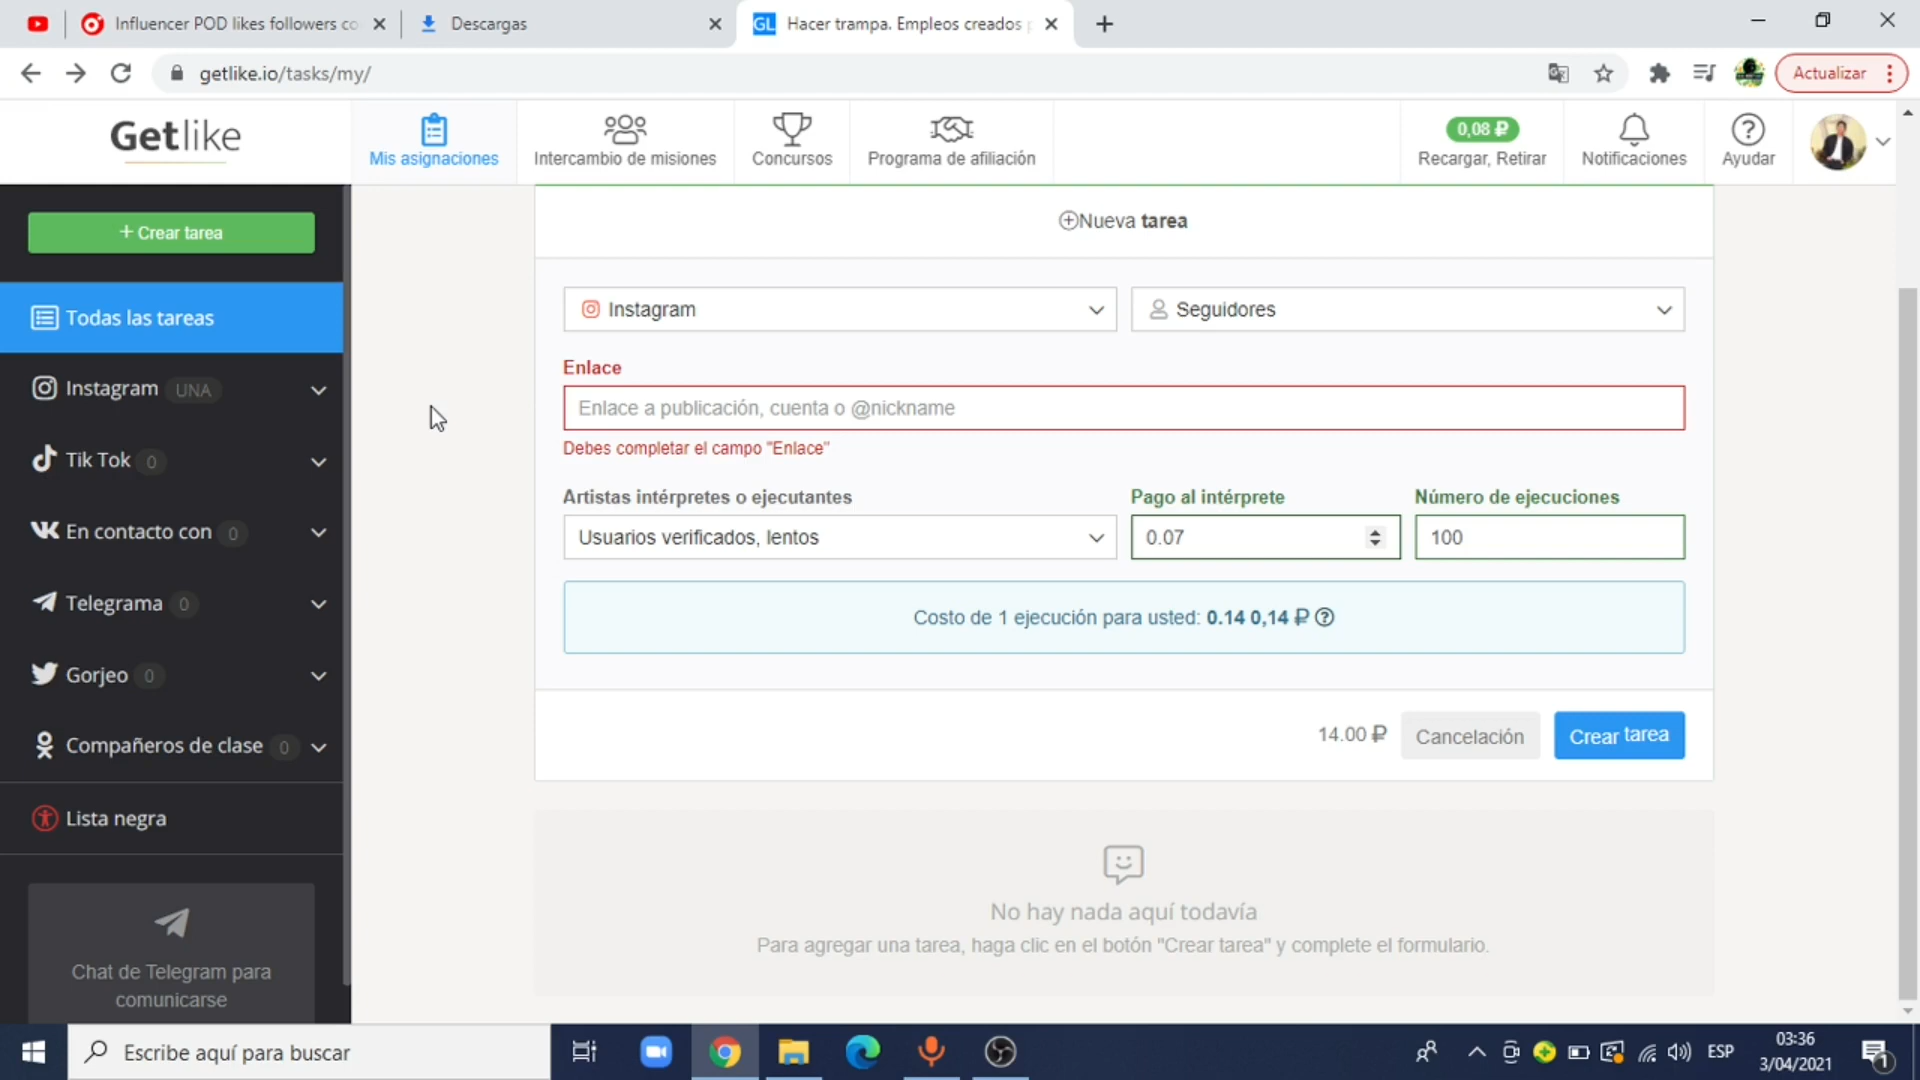 Influencer POD likes followers co
Descargas
GL Hacer trampa. Empleos creados p
getlike.io/tasks/my/
Actualizar
Getlike
Mis asignaciones
Intercambio de misiones
Concursos
Programa de afiliación
0,08 ₽
Recargar, Retirar
Notificaciones
Ayudar
+ Crear tarea
Todas las tareas
Instagram UNA
Tik Tok 0
En contacto con 0
Telegrama 0
Gorjeo 0
Compañeros de clase 0
Lista negra
Chat de Telegram para
comunicarse
Nueva tarea
Instagram
Seguidores
Enlace
Enlace a publicación, cuenta o @nickname
Debes completar el campo "Enlace"
Artistas intérpretes o ejecutantes
Pago al intérprete
Número de ejecuciones
Usuarios verificados, lentos
0.07
100
Costo de 1 ejecución para usted: 0.14 0,14 ₽
14.00 ₽
Cancelación
Crear tarea
No hay nada aquí todavía
Para agregar una tarea, haga clic en el botón "Crear tarea" y complete el formulario.
Escribe aquí para buscar
ESP
03:36
3/04/2021
1